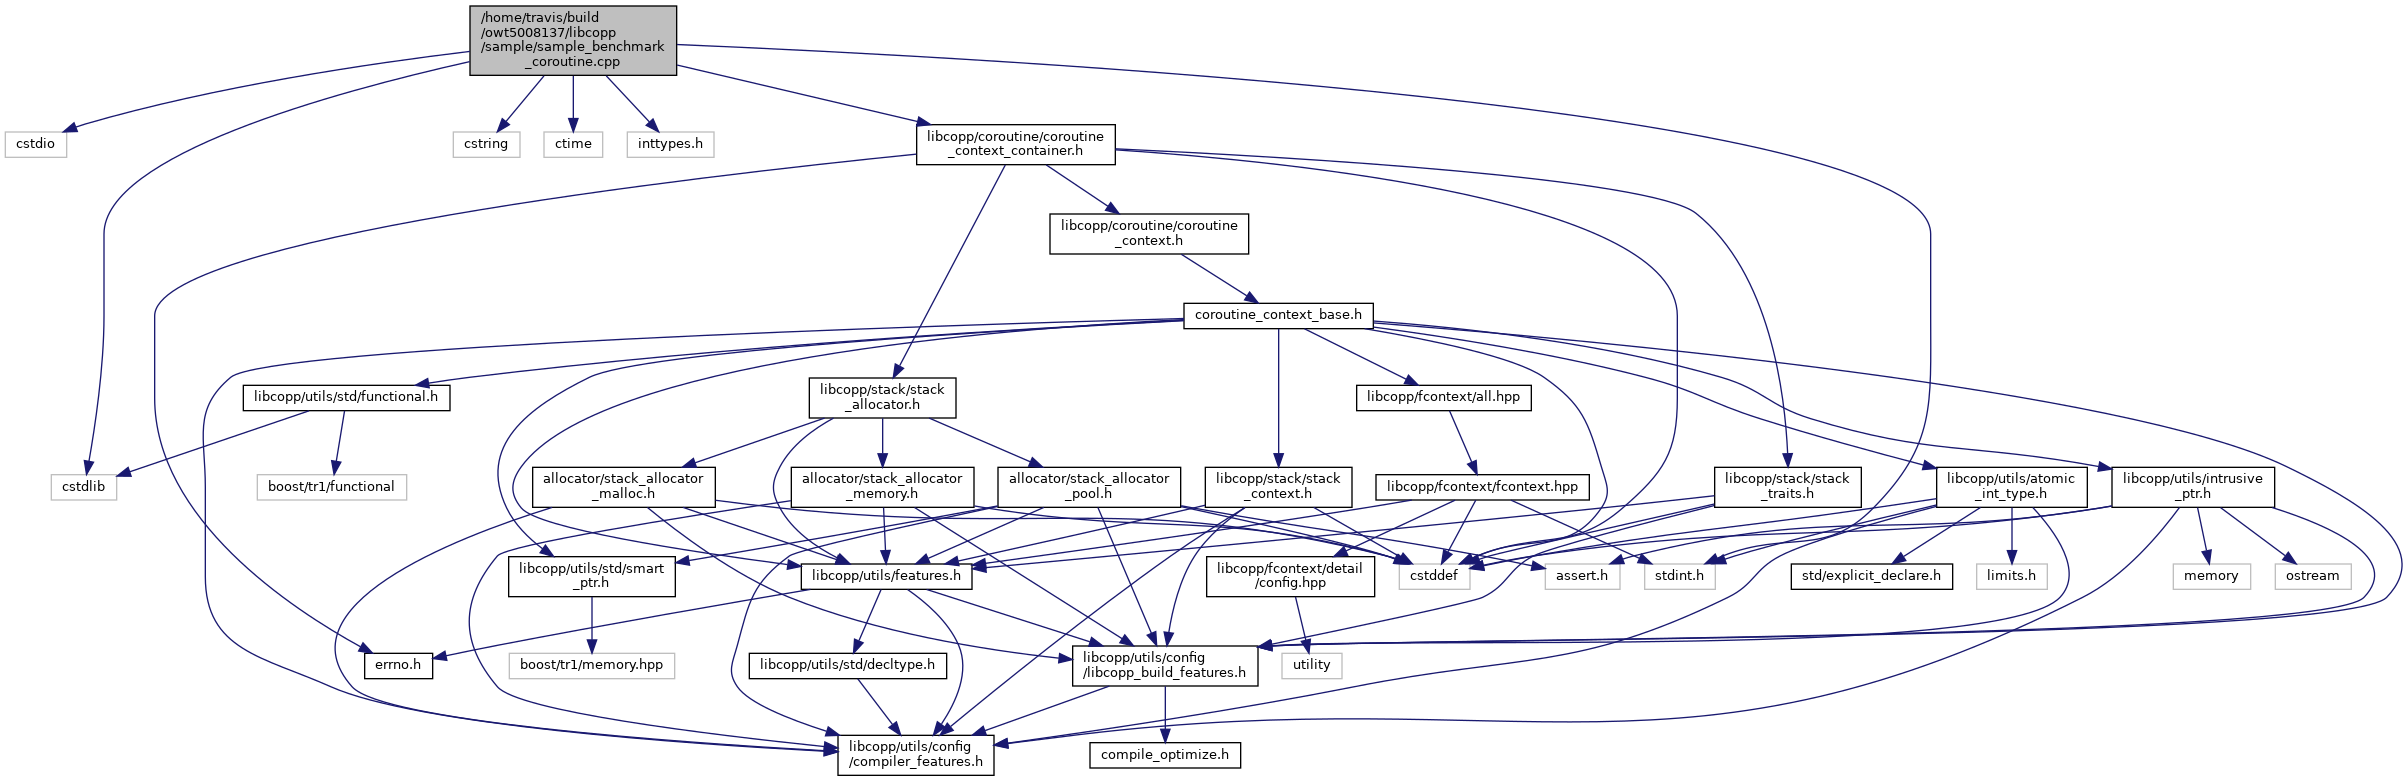 /home/travis/build
/owt5008137/libcopp
/sample/sample_benchmark
_coroutine.cpp
cstdio
cstring
ctime
inttypes.h
libcopp/coroutine/coroutine
_context_container.h
libcopp/coroutine/coroutine
_context.h
coroutine_context_base.h
libcopp/utils/std/functional.h
libcopp/stack/stack
_allocator.h
libcopp/fcontext/all.hpp
cstdlib
boost/tr1/functional
allocator/stack_allocator
_malloc.h
allocator/stack_allocator
_memory.h
allocator/stack_allocator
_pool.h
libcopp/stack/stack
_context.h
libcopp/fcontext/fcontext.hpp
libcopp/stack/stack
_traits.h
libcopp/utils/atomic
_int_type.h
libcopp/utils/intrusive
_ptr.h
libcopp/utils/std/smart
_ptr.h
libcopp/utils/features.h
libcopp/fcontext/detail
/config.hpp
cstddef
assert.h
stdint.h
std/explicit_declare.h
limits.h
memory
ostream
errno.h
boost/tr1/memory.hpp
libcopp/utils/std/decltype.h
libcopp/utils/config
/libcopp_build_features.h
utility
libcopp/utils/config
/compiler_features.h
compile_optimize.h